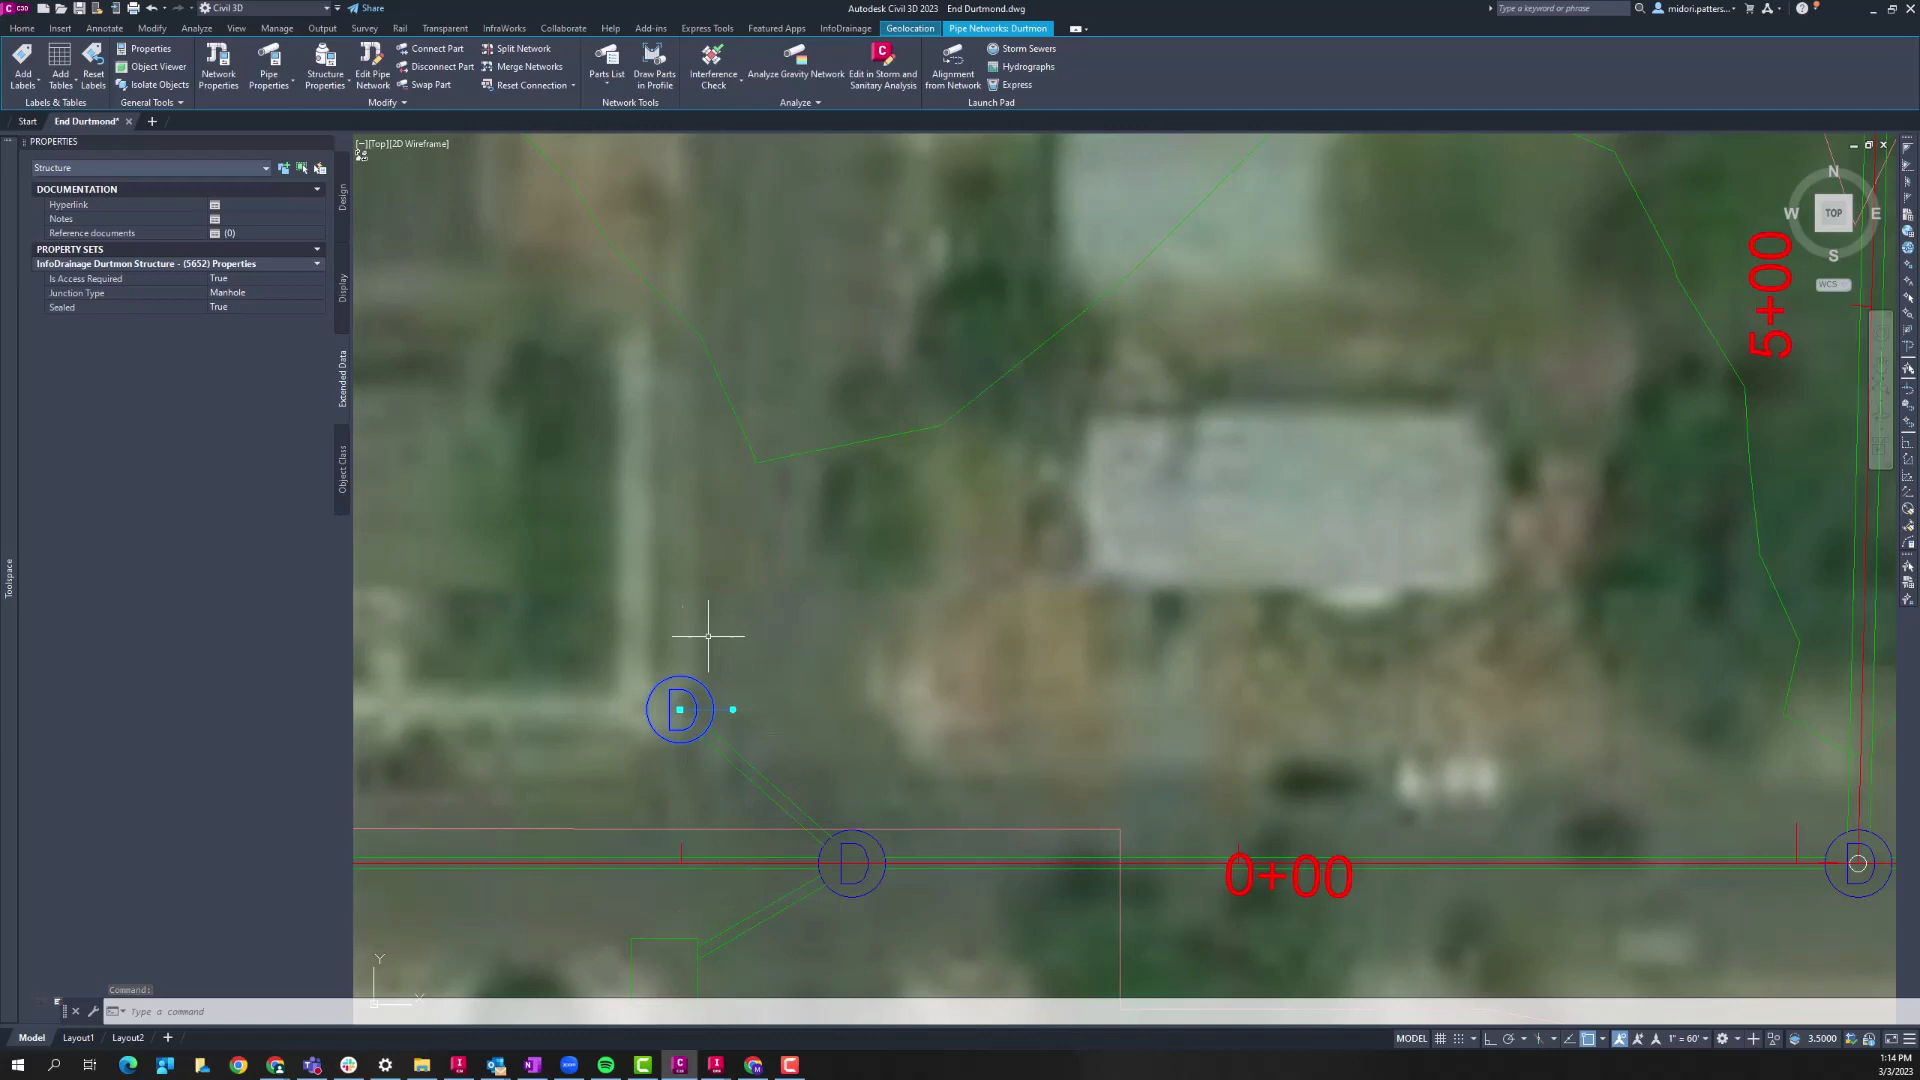 C3D Civil 3D Share Autodesk Civil 3D 2023 End Durtmond.dwg Type a keyword or phrase midori.patters...
Home Insert Annotate Modify Analyze View Manage Output Survey Rail Transparent InfraWorks Collaborate Help Add-ins Express Tools Featured Apps InfoDrainage Geolocation Pipe Networks: Durtmon
Add Labels
Add Tables
Reset Labels
Properties
Object Viewer
Isolate Objects
Network Properties
Pipe Properties
Structure Properties
Edit Pipe Network
Connect Part
Disconnect Part
Swap Part
Split Network
Merge Networks
Reset Connection
Parts List
Draw Parts in Profile
Interference Check
Analyze Gravity Network
Edit in Storm and Sanitary Analysis
Alignment from Network
Storm Sewers
Hydrographs
Express
Labels & Tables General Tools Modify Network Tools Analyze Launch Pad
Start End Durtmond*
PROPERTIES
[−][Top][2D Wireframe]
Structure
DOCUMENTATION
Hyperlink
Notes
Reference documents (0)
PROPERTY SETS
InfoDrainage Durtmon Structure - (5652) Properties
Is Access Required True
Junction Type Manhole
Sealed True
Design
Display
Extended Data
Object Class
Toolspace
N
W TOP E
S
WCS
5+00
D
D
0+00
D
Y
X
Command:
Type a command
Model Layout1 Layout2 MODEL 1" = 60' 3.5000
1:14 PM
3/3/2023